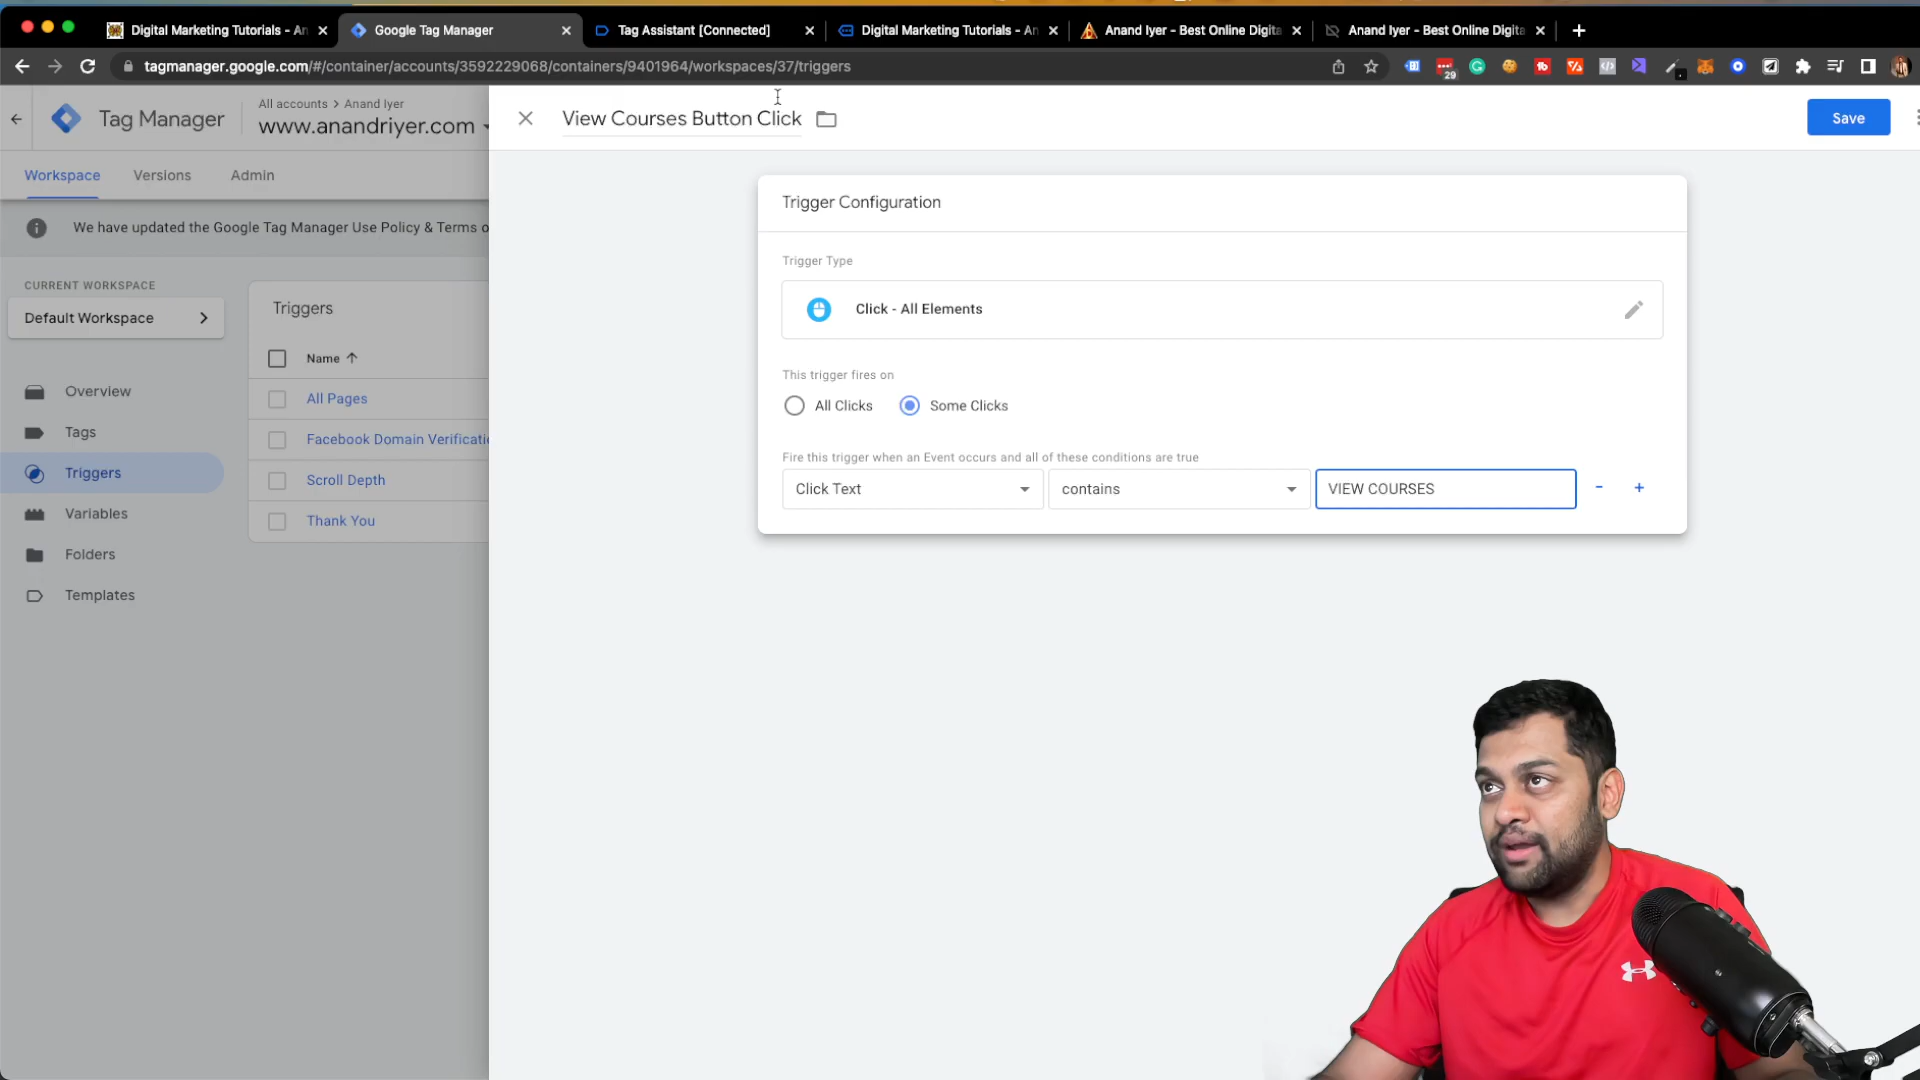 Digital Marketing Tutorials - An
Google Tag Manager
Tag Assistant [Connected]
Digital Marketing Tutorials - An
Anand Iyer - Best Online Digita
Anand Iyer - Best Online Digita
tagmanager.google.com/#/container/accounts/3592229068/containers/9401964/workspaces/37/triggers
29
Tag Manager
All accounts > Anand Iyer
www.anandriyer.com
View Courses Button Click
Save
Workspace
Versions
Admin
We have updated the Google Tag Manager Use Policy & Terms o
CURRENT WORKSPACE
Default Workspace
Overview
Tags
Triggers
Variables
Folders
Templates
Triggers
Name
All Pages
Facebook Domain Verificatio
Scroll Depth
Thank You
Trigger Configuration
Trigger Type
Click - All Elements
This trigger fires on
All Clicks
Some Clicks
Fire this trigger when an Event occurs and all of these conditions are true
Click Text
contains
VIEW COURSES